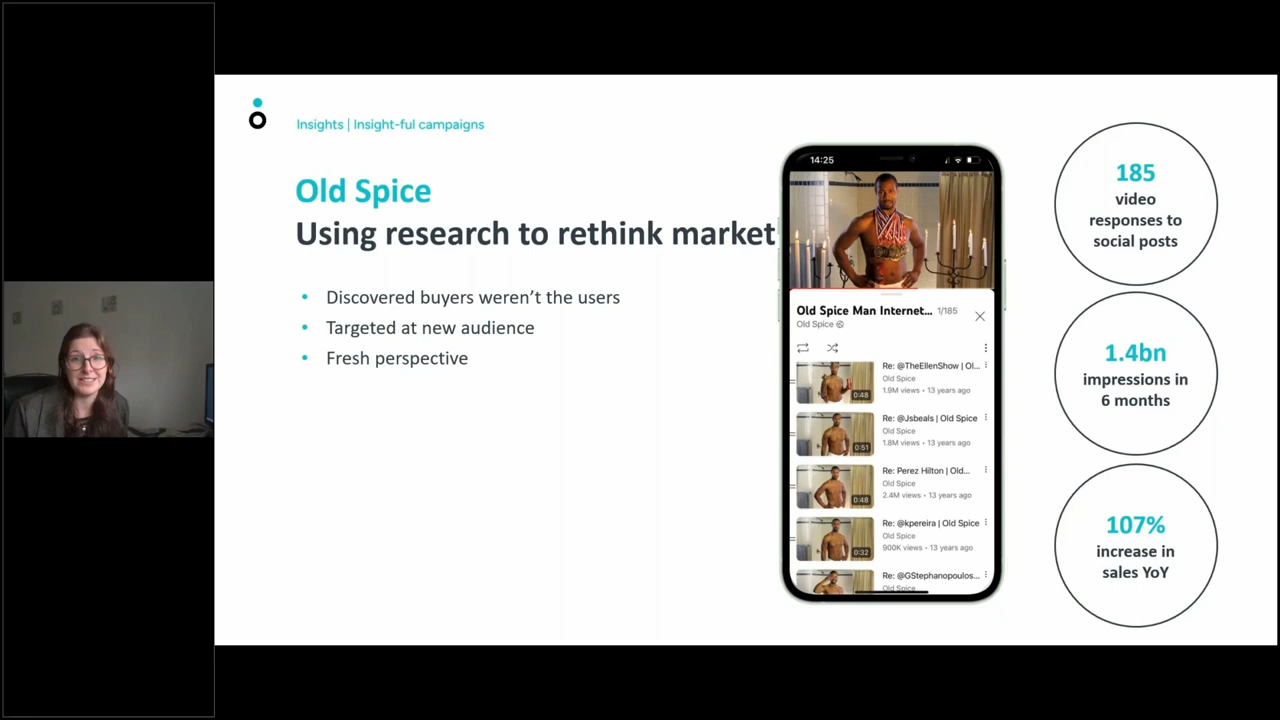 Insights | Insight-ful campaigns
Old Spice
Using research to rethink market
• Discovered buyers weren't the users
• Targeted at new audience
• Fresh perspective
14:25
Old Spice Man Internet... 1/185
Old Spice
Re: @TheEllenShow | Ol...
Old Spice
1.9M views • 13 years ago
0:48
Re: @Jsbeals | Old Spice
Old Spice
1.8M views • 13 years ago
0:51
Re: Perez Hilton | Old...
Old Spice
2.4M views • 13 years ago
0:48
Re: @kpereira | Old Spice
Old Spice
900K views • 13 years ago
0:32
Re: @GStephanopoulos...
Old Spice
185
video
responses to
social posts
1.4bn
impressions in
6 months
107%
increase in
sales YoY